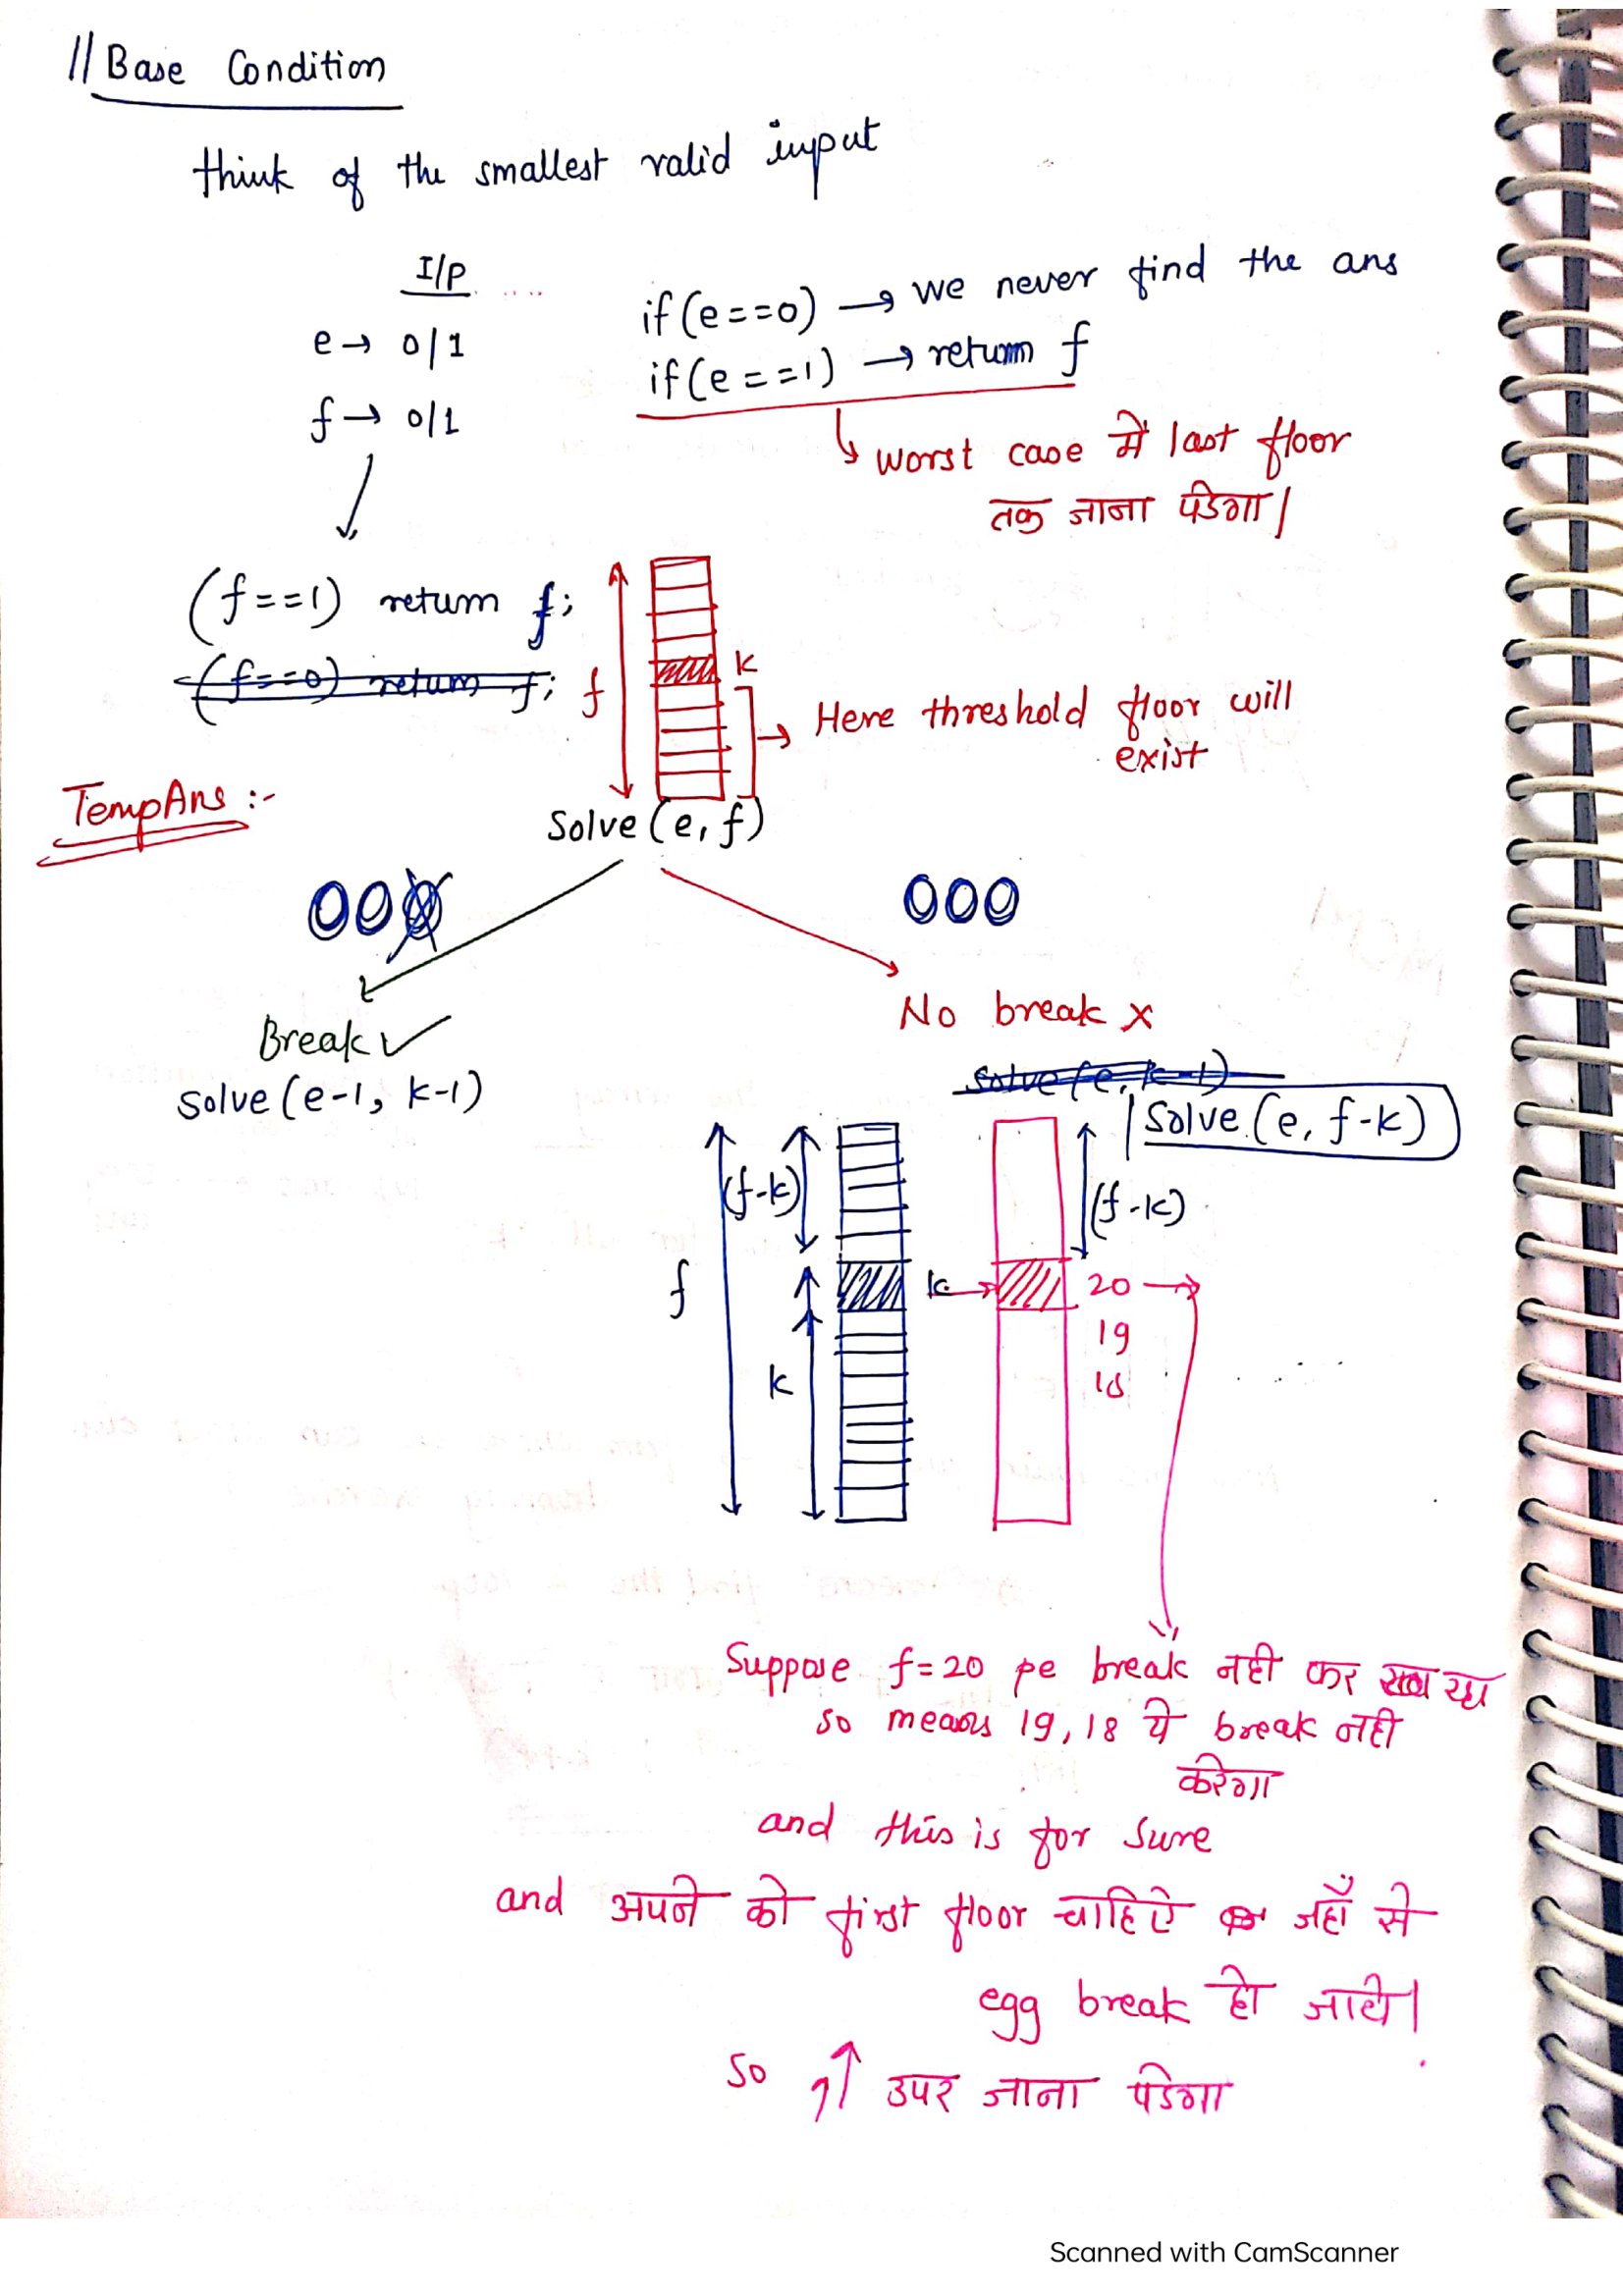 // Base Condition
think of the smallest valid input
I/P
e → 0/1
f → 0/1
if(e==0) → we never find the ans
if(e==1) → return f
worst case में last floor
तक जाना पडेगा|
(f==1) return f;
(f==0) return f;
f
k
→ Here threshold floor will
exist
TempAns :-
Solve(e, f)
Break ✓
solve(e-1, k-1)
No break x
solve(e, k-1)
Solve(e, f-k)
(f-k)
(f-k)
f
k
k
20 →
19
18
Suppose f=20 pe break नही कर रहा
so means 19, 18 पे break नही
करेगा
and this is for sure
and अपने को first floor चाहिऐ जहाँ से
egg break हो जाये|
so ↑ उपर जाना पडेगा
Scanned with CamScanner